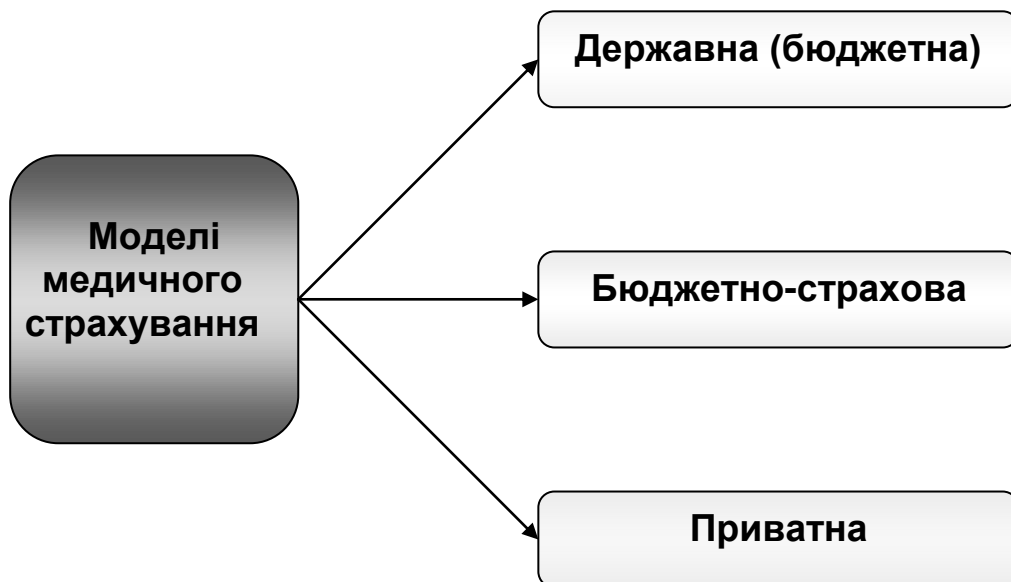 Моделі
медичного
страхування
Державна (бюджетна)
Бюджетно-страхова
Приватна